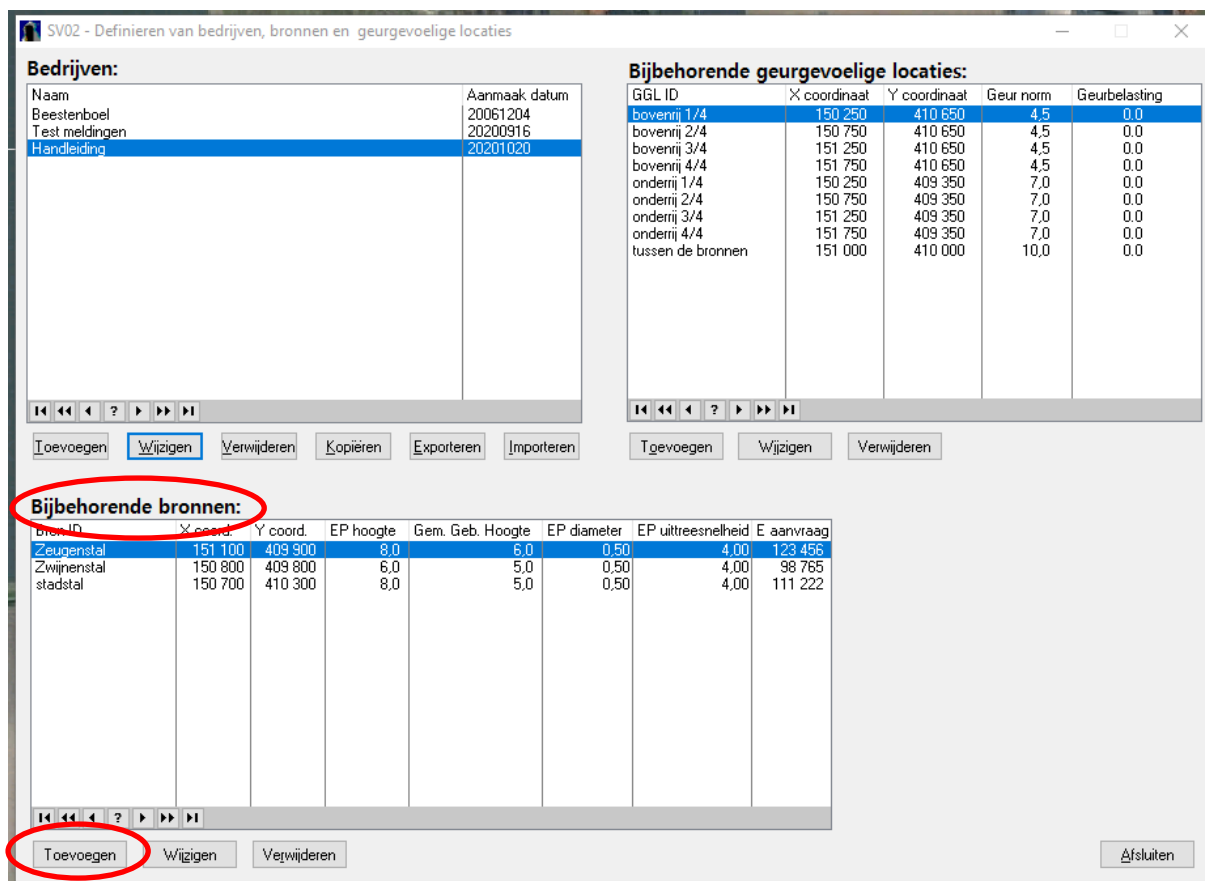 SV02 - Definieren van bedrijven, bronnen en geurgevoelige locaties
Bedrijven:
Naam Aanmaak datum
Beestenboel 20061204
Test meldingen 20200916
Handleiding 20201020
Toevoegen Wijzigen Verwijderen Kopiëren Exporteren Importeren
Bijbehorende geurgevoelige locaties:
GGL ID X coordinaat Y coordinaat Geur norm Geurbelasting
bovenrij 1/4 150 250 410 650 4,5 0.0
bovenrij 2/4 150 750 410 650 4,5 0.0
bovenrij 3/4 151 250 410 650 4,5 0.0
bovenrij 4/4 151 750 410 650 4,5 0.0
onderrij 1/4 150 250 409 350 7,0 0.0
onderrij 2/4 150 750 409 350 7,0 0.0
onderrij 3/4 151 250 409 350 7,0 0.0
onderrij 4/4 151 750 409 350 7,0 0.0
tussen de bronnen 151 000 410 000 10,0 0.0
Toevoegen Wijzigen Verwijderen
Bijbehorende bronnen:
Bron ID X coord. Y coord. EP hoogte Gem. Geb. Hoogte EP diameter EP uittreesnelheid E aanvraag
Zeugenstal 151 100 409 900 8,0 6,0 0,50 4,00 123 456
Zwijnenstal 150 800 409 800 6,0 5,0 0,50 4,00 98 765
stadstal 150 700 410 300 8,0 5,0 0,50 4,00 111 222
Toevoegen Wijzigen Verwijderen
Afsluiten